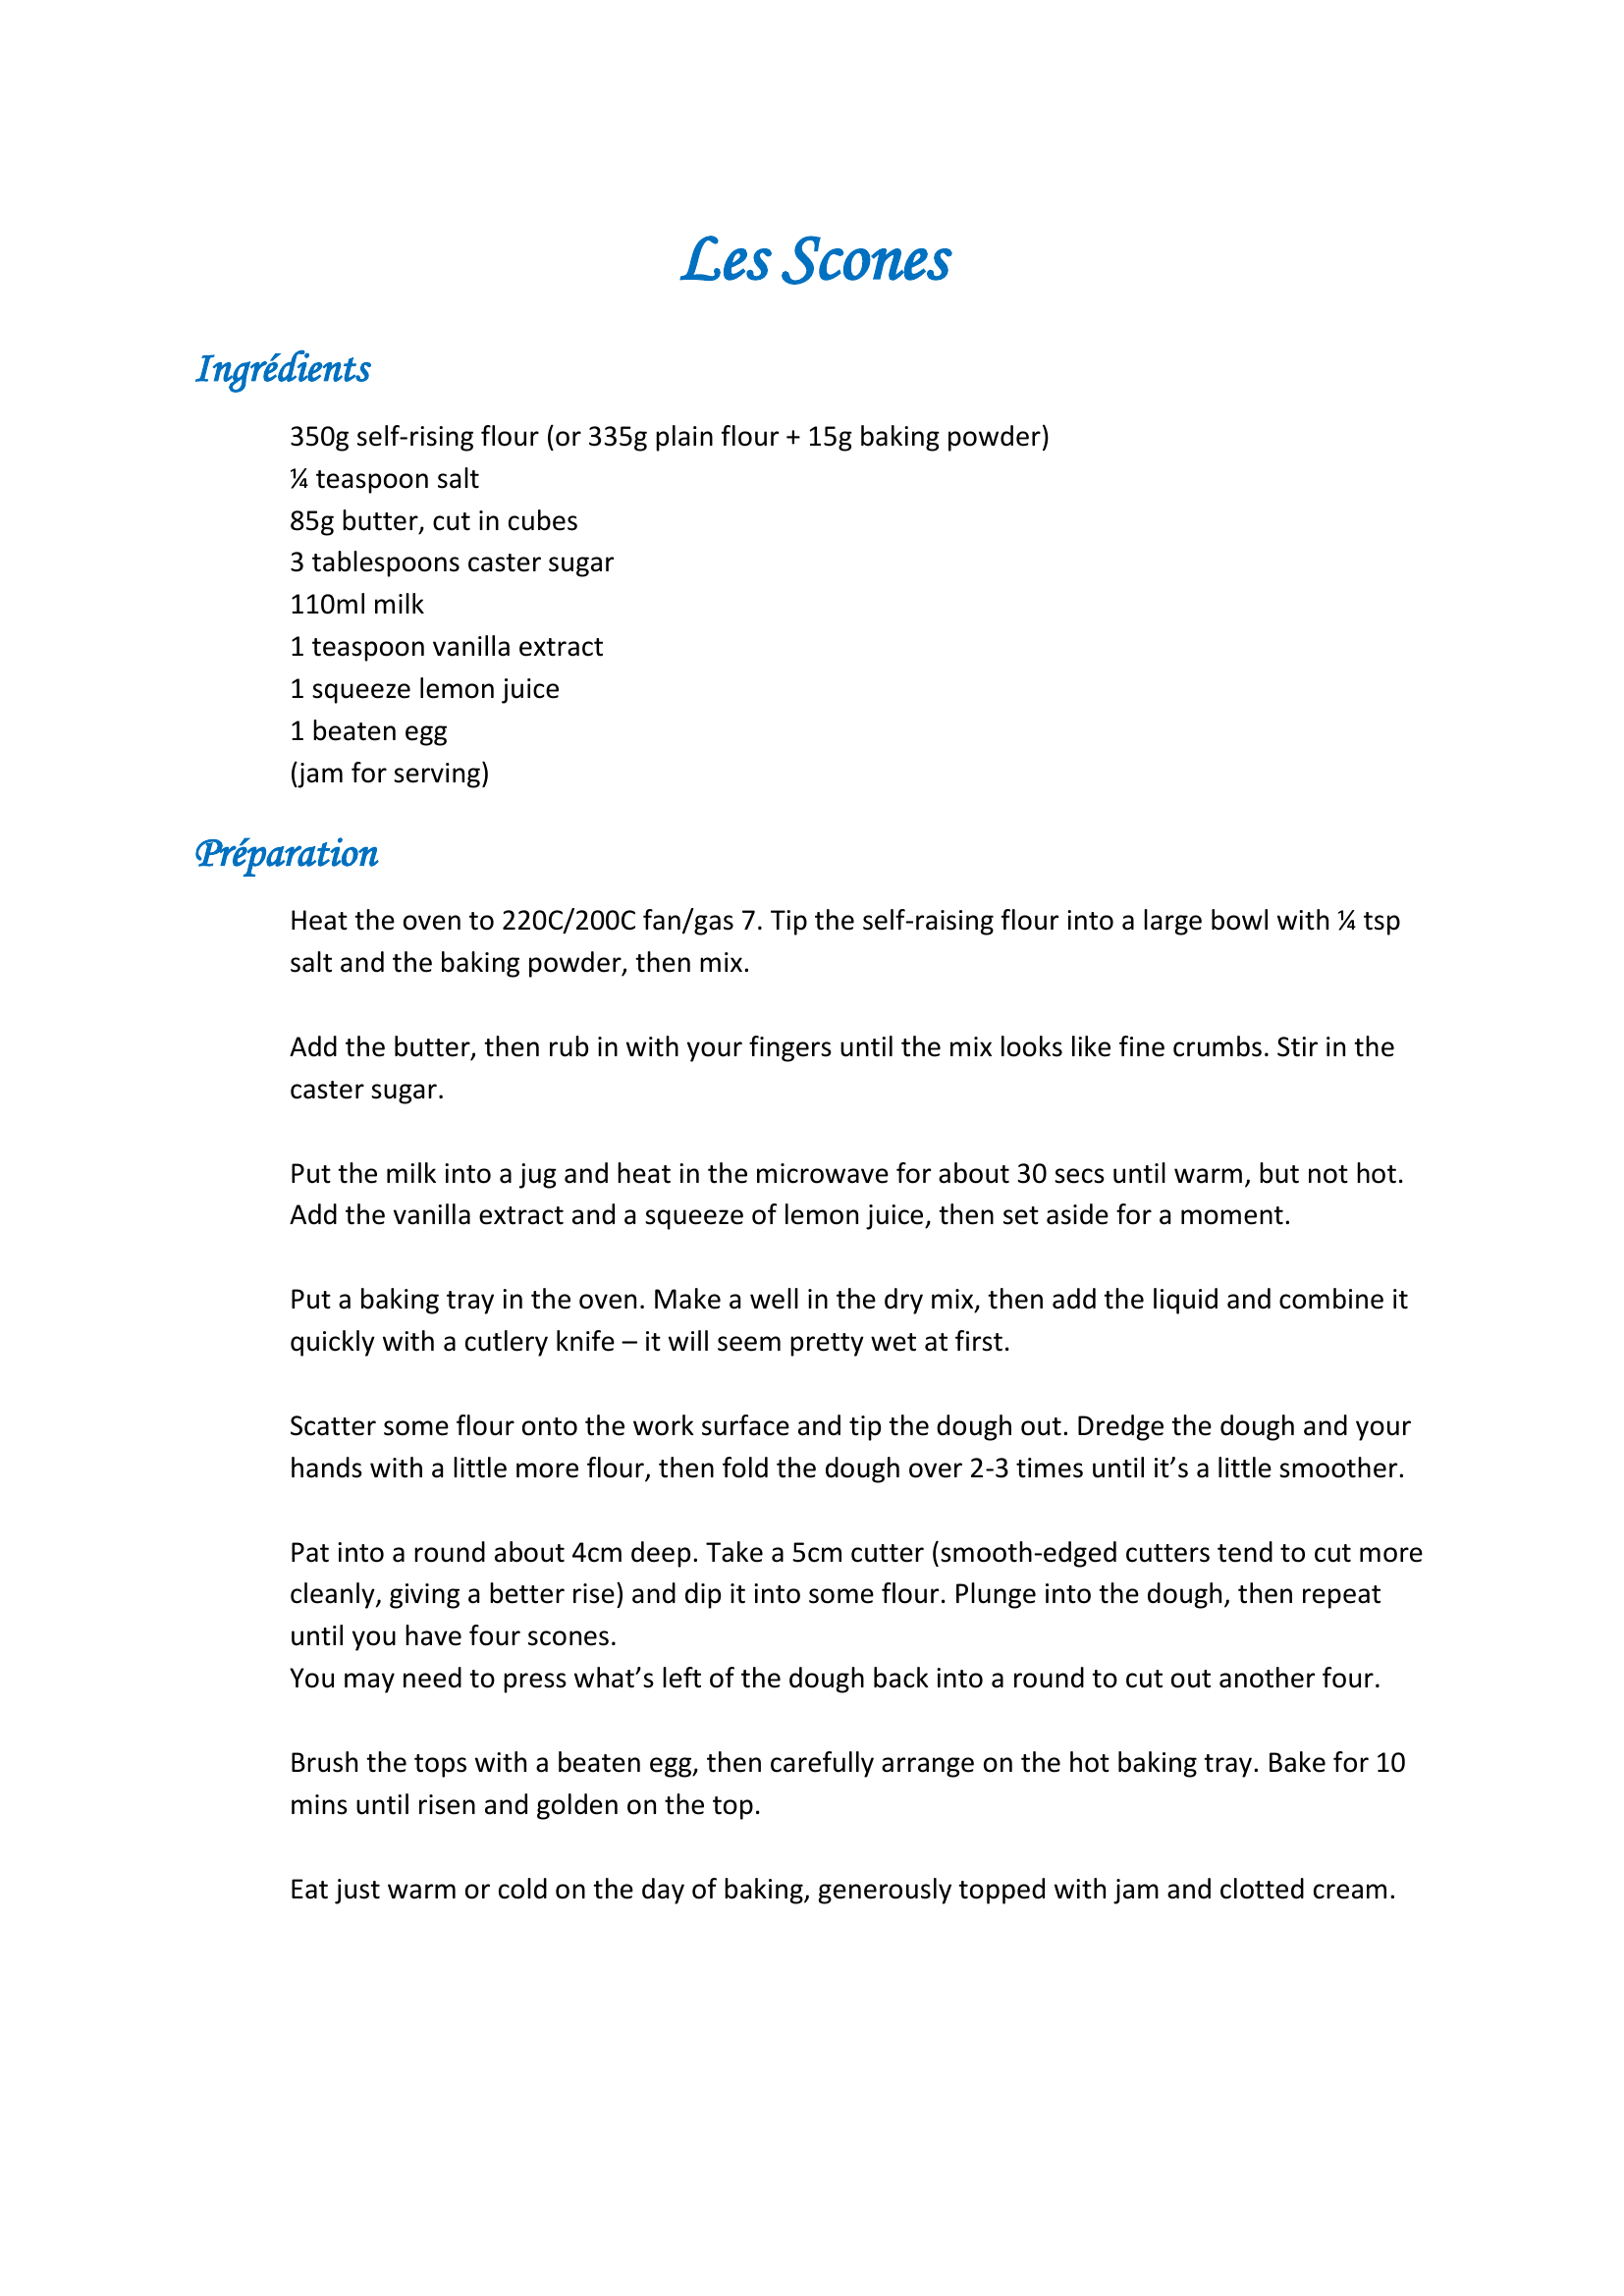 Les Scones
Ingrédients
350g self-rising flour (or 335g plain flour + 15g baking powder)
¼ teaspoon salt
85g butter, cut in cubes
3 tablespoons caster sugar
110ml milk
1 teaspoon vanilla extract
1 squeeze lemon juice
1 beaten egg
(jam for serving)
Préparation
Heat the oven to 220C/200C fan/gas 7. Tip the self-raising flour into a large bowl with ¼ tsp
salt and the baking powder, then mix.
Add the butter, then rub in with your fingers until the mix looks like fine crumbs. Stir in the
caster sugar.
Put the milk into a jug and heat in the microwave for about 30 secs until warm, but not hot.
Add the vanilla extract and a squeeze of lemon juice, then set aside for a moment.
Put a baking tray in the oven. Make a well in the dry mix, then add the liquid and combine it
quickly with a cutlery knife – it will seem pretty wet at first.
Scatter some flour onto the work surface and tip the dough out. Dredge the dough and your
hands with a little more flour, then fold the dough over 2-3 times until it’s a little smoother.
Pat into a round about 4cm deep. Take a 5cm cutter (smooth-edged cutters tend to cut more
cleanly, giving a better rise) and dip it into some flour. Plunge into the dough, then repeat
until you have four scones.
You may need to press what’s left of the dough back into a round to cut out another four.
Brush the tops with a beaten egg, then carefully arrange on the hot baking tray. Bake for 10
mins until risen and golden on the top.
Eat just warm or cold on the day of baking, generously topped with jam and clotted cream.